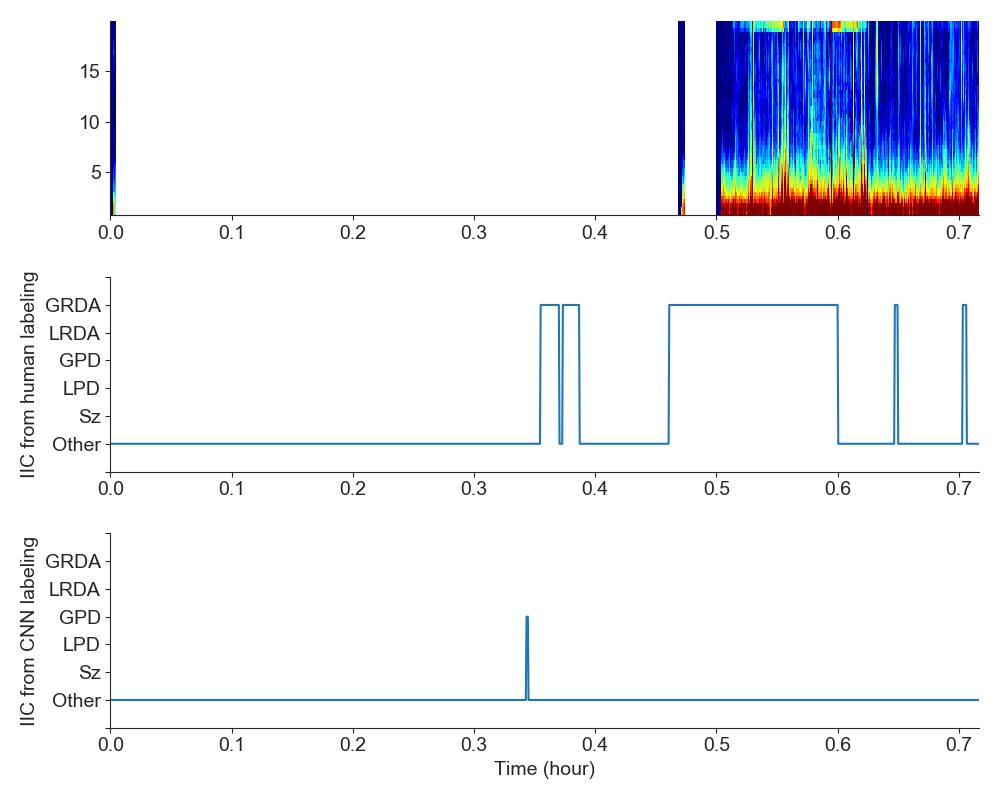 15
10
5
0.0 0.1 0.2 0.3 0.4 0.5 0.6 0.7
IIC from human labeling
GRDA
LRDA
GPD
LPD
Sz
Other
0.0 0.1 0.2 0.3 0.4 0.5 0.6 0.7
IIC from CNN labeling
GRDA
LRDA
GPD
LPD
Sz
Other
0.0 0.1 0.2 0.3 0.4 0.5 0.6 0.7
Time (hour)